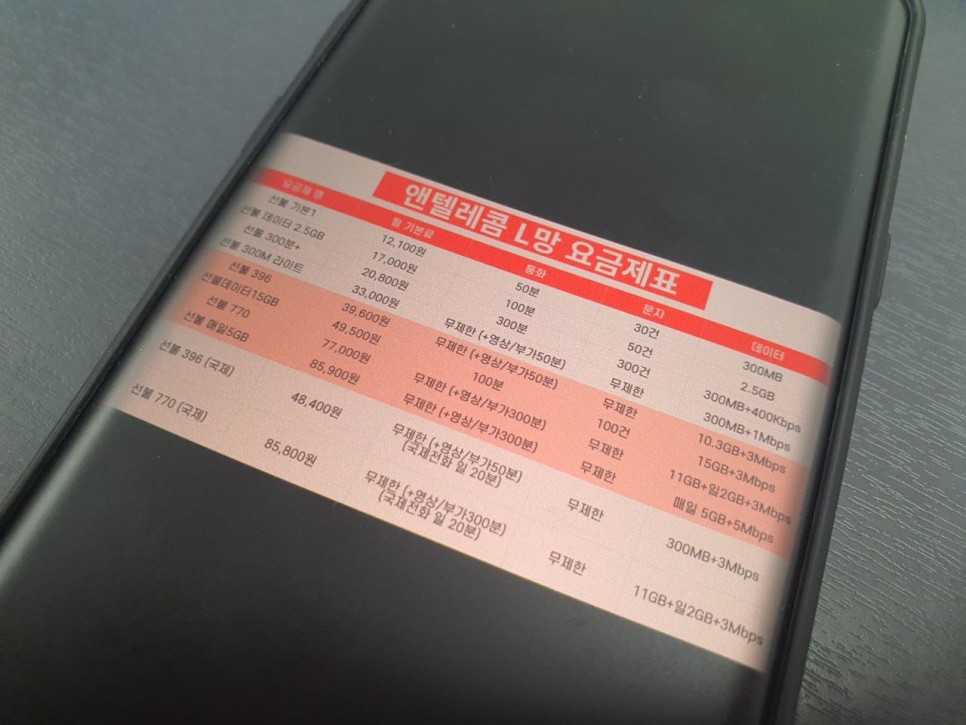 앤텔레콤 L망 요금제표
요금제 명 월 기본료 통화 문자 데이터
선불 기본1 12,100원 50분 30건 300MB
선불 데이터 2.5GB 17,000원 100분 50건 2.5GB
선불 300분+ 20,800원 300분 300건 300MB+400Kbps
선불 300M 라이트 33,000원 무제한 (+영상/부가50분) 무제한 300MB+1Mbps
선불 396 39,600원 무제한 (+영상/부가50분) 무제한 10.3GB+3Mbps
선불데이터15GB 49,500원 100분 100건 15GB+3Mbps
선불 770 77,000원 무제한 (+영상/부가300분) 무제한 11GB+일2GB+3Mbps
선불 매일5GB 85,900원 무제한 (+영상/부가300분) 무제한 매일 5GB+5Mbps
선불 396 (국제) 48,400원 무제한 (+영상/부가50분) 무제한 300MB+3Mbps
(국제전화 일 20분)
선불 770 (국제) 85,800원 무제한 (+영상/부가300분) 무제한 11GB+일2GB+3Mbps
(국제전화 일 20분)